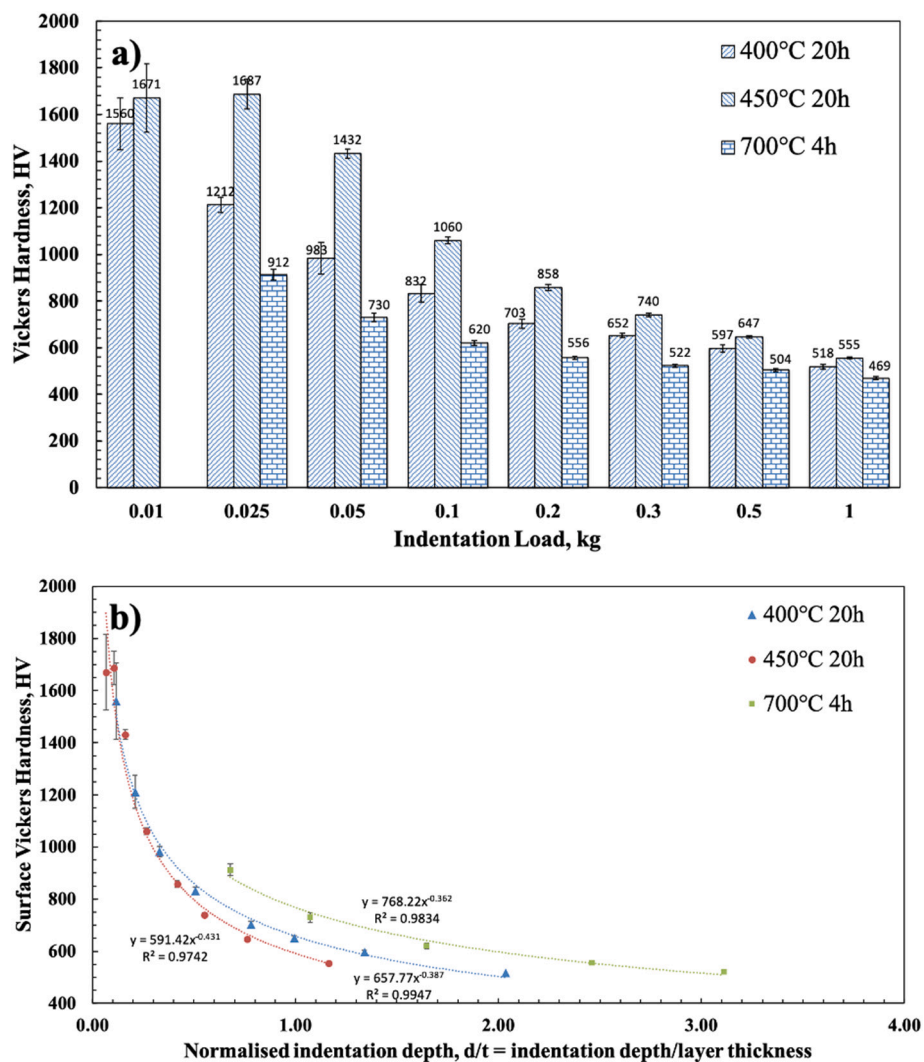 a)
400°C 20h
450°C 20h
700°C 4h
Vickers Hardness, HV
2000
1800
1600
1400
1200
1000
800
600
400
200
0
1560
1671
1212
1687
912
983
1432
730
832
1060
620
703
858
556
652
740
522
597
647
504
518
555
469
0.01 0.025 0.05 0.1 0.2 0.3 0.5 1
Indentation Load, kg
b)
400°C 20h
450°C 20h
700°C 4h
Surface Vickers Hardness, HV
2000
1800
1600
1400
1200
1000
800
600
400
y = 768.22x^-0.362
R² = 0.9834
y = 591.42x^-0.431
R² = 0.9742
y = 657.77x^-0.387
R² = 0.9947
0.00 1.00 2.00 3.00 4.00
Normalised indentation depth, d/t = indentation depth/layer thickness